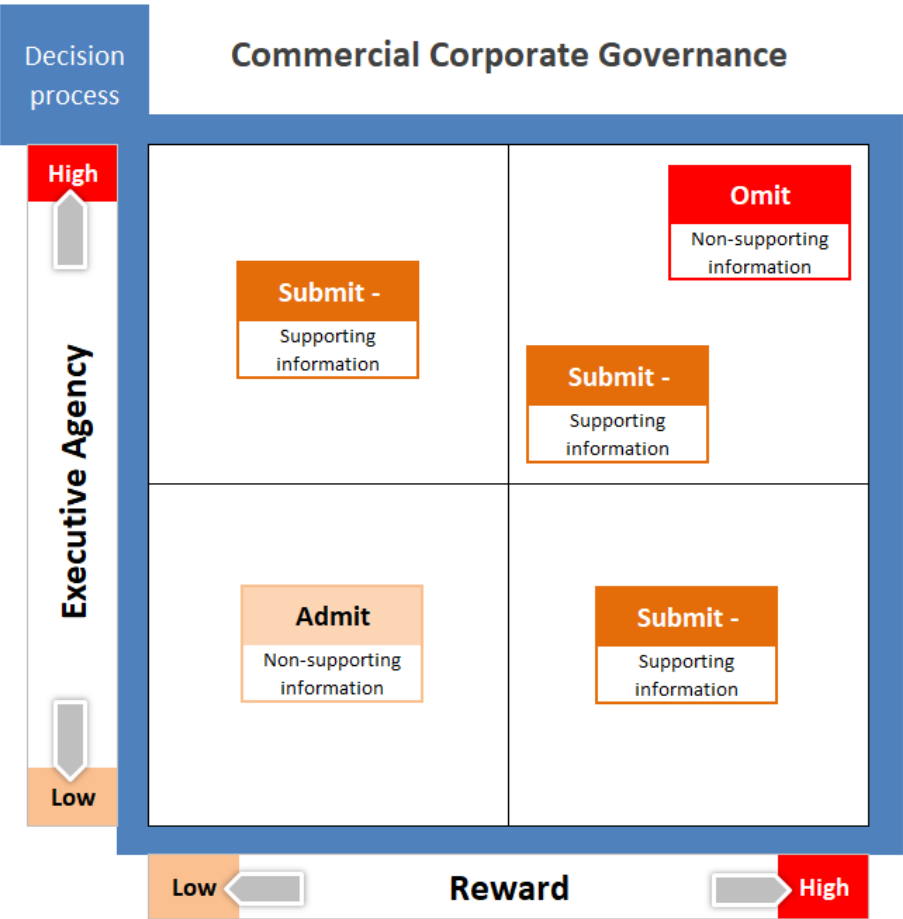 Decision
process
Commercial Corporate Governance
High
Omit
Non-supporting
information
Submit -
Supporting
information
Submit -
Supporting
information
Executive Agency
Admit
Non-supporting
information
Submit -
Supporting
information
Low
Low
Reward
High